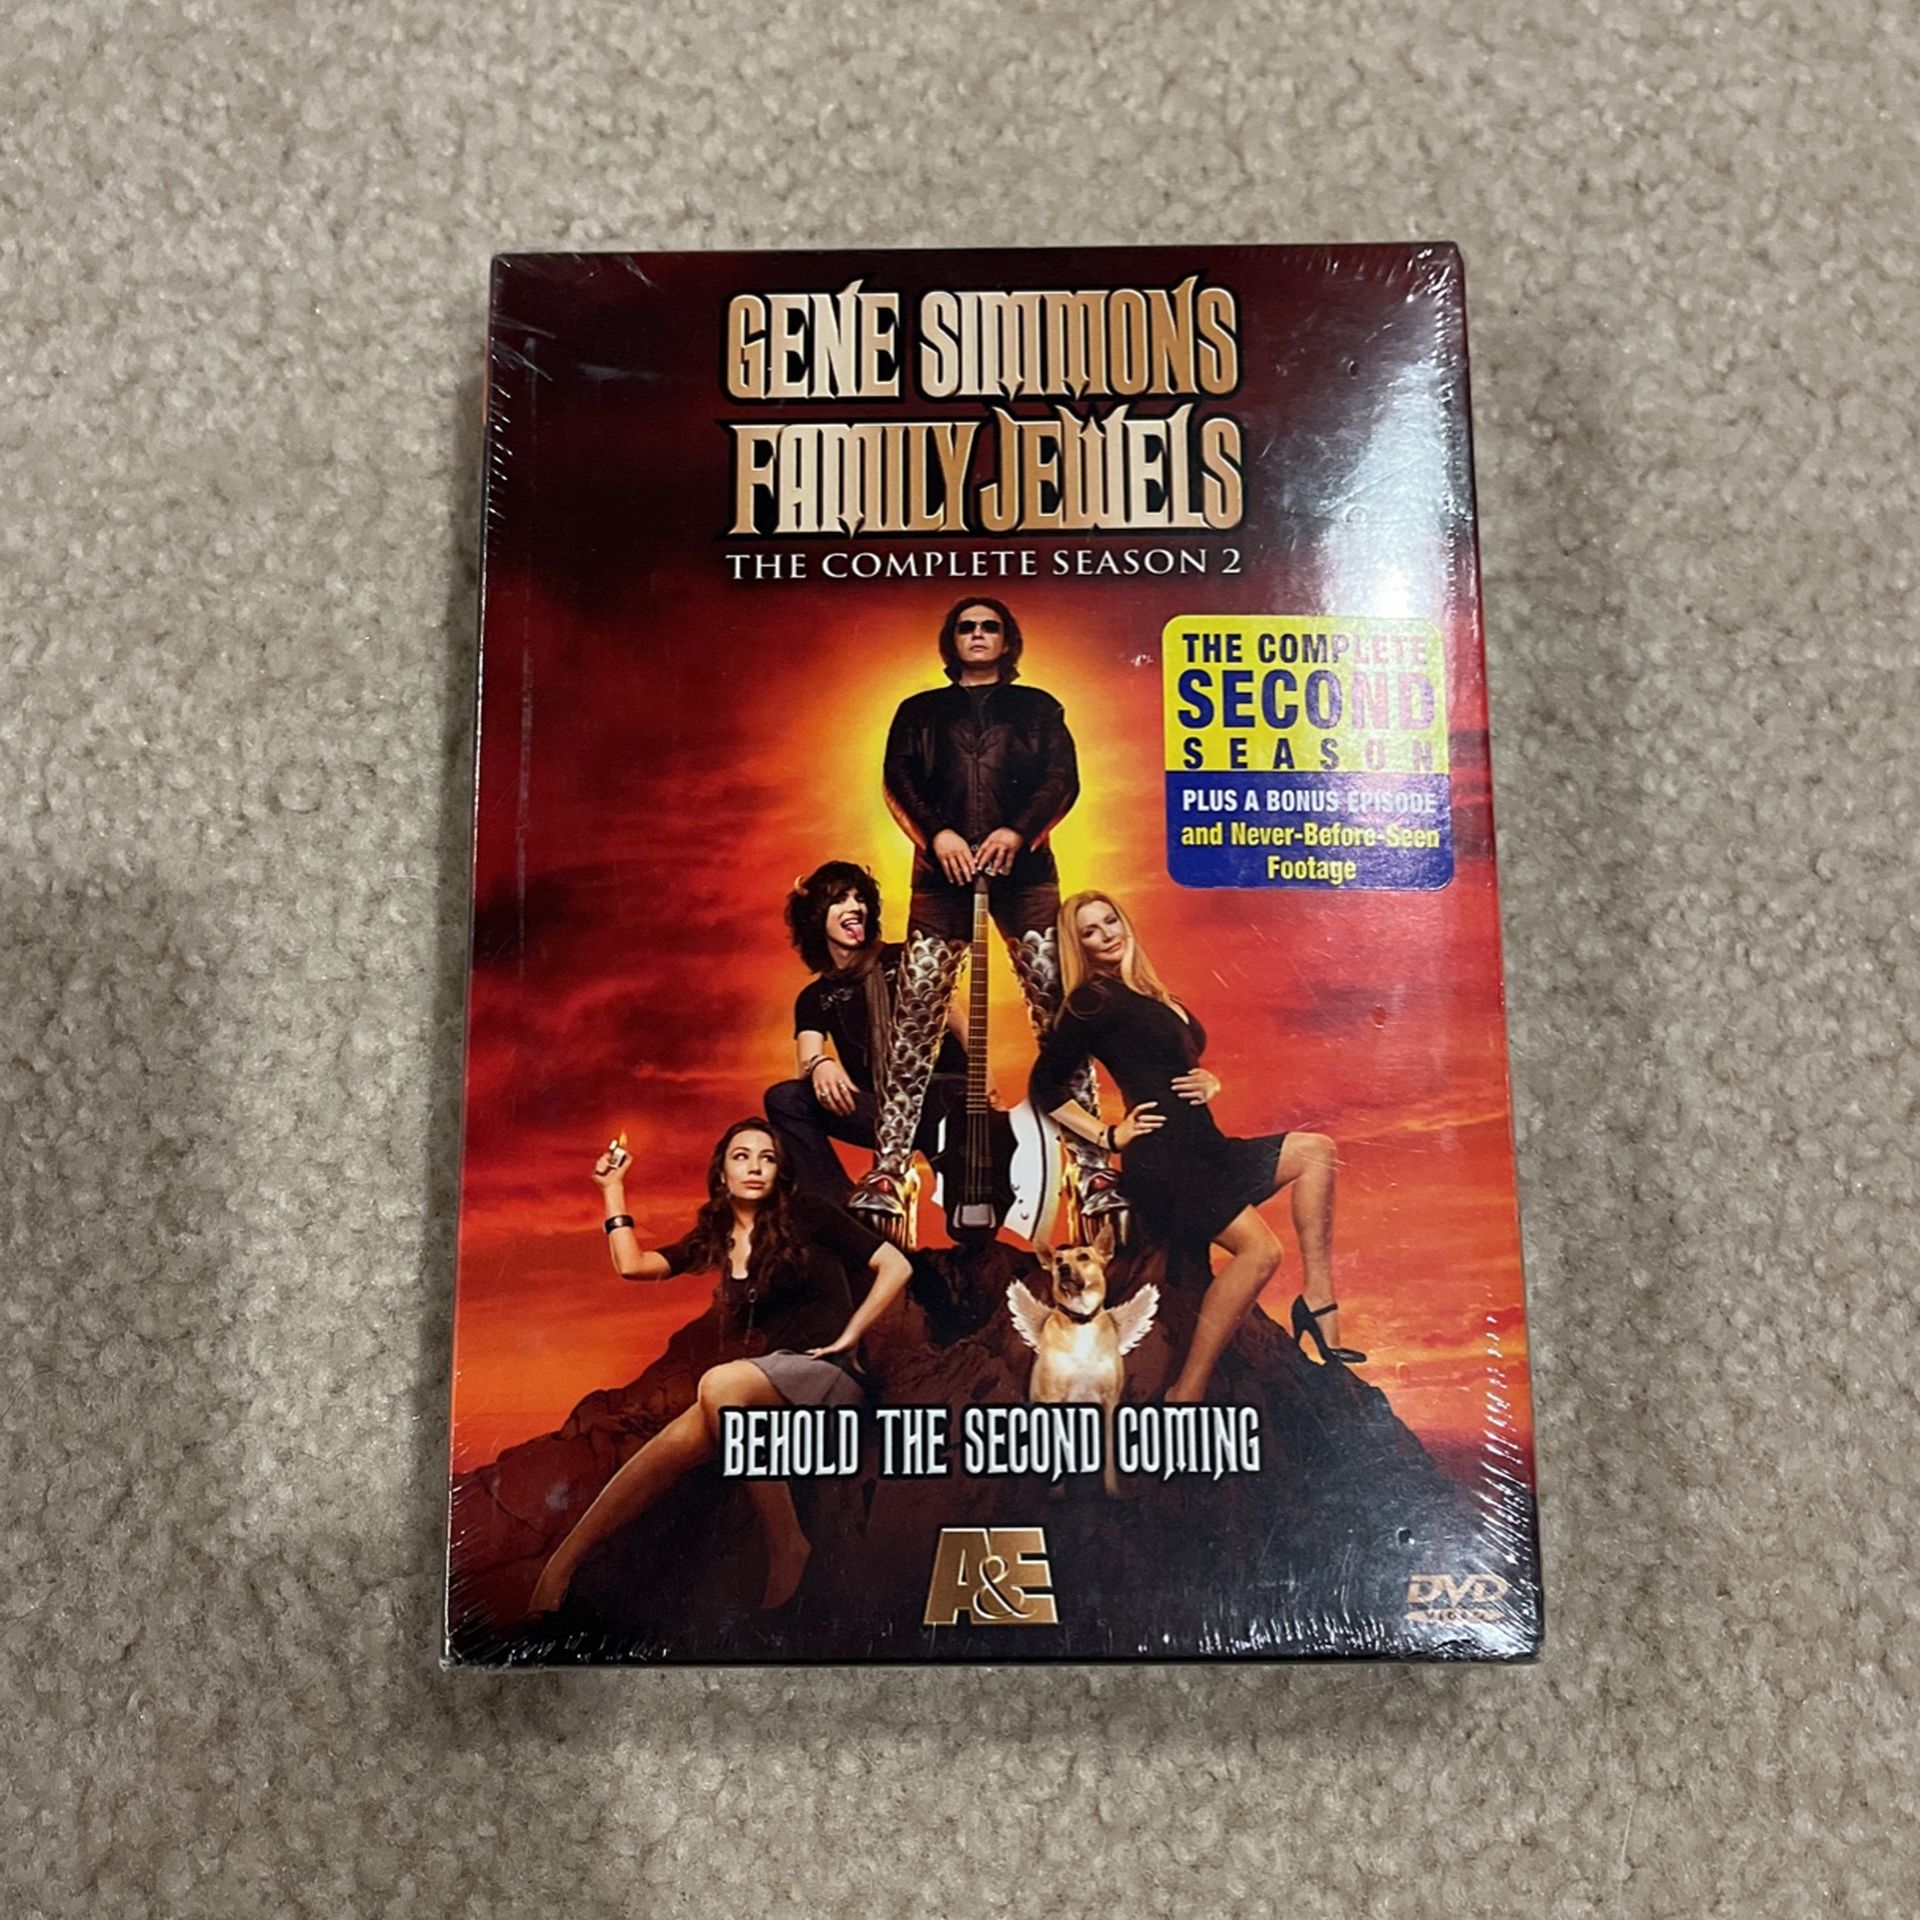 GENE SIMMONS
FAMILY JEWELS
THE COMPLETE SEASON 2
THE COMPLETE
SECOND
SEASON
PLUS A BONUS EPISODE
and Never-Before-Seen
Footage
BEHOLD THE SECOND COMING
A&E
DVD
VIDEO